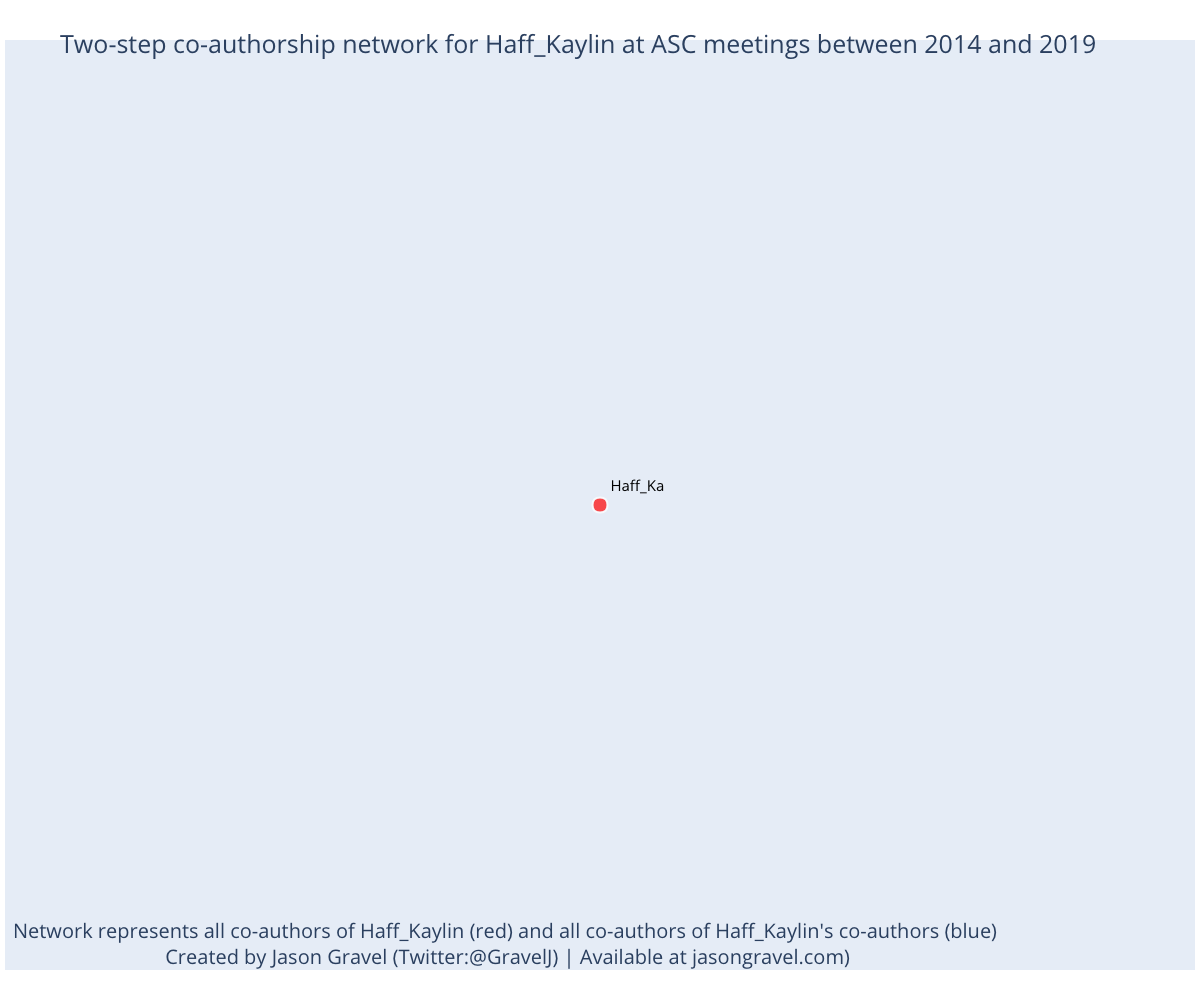 Two-step co-authorship network for Haff_Kaylin at ASC meetings between 2014 and 2019
Haff_Ka
Network represents all co-authors of Haff_Kaylin (red) and all co-authors of Haff_Kaylin's co-authors (blue)
Created by Jason Gravel (Twitter:@GravelJ) | Available at jasongravel.com)